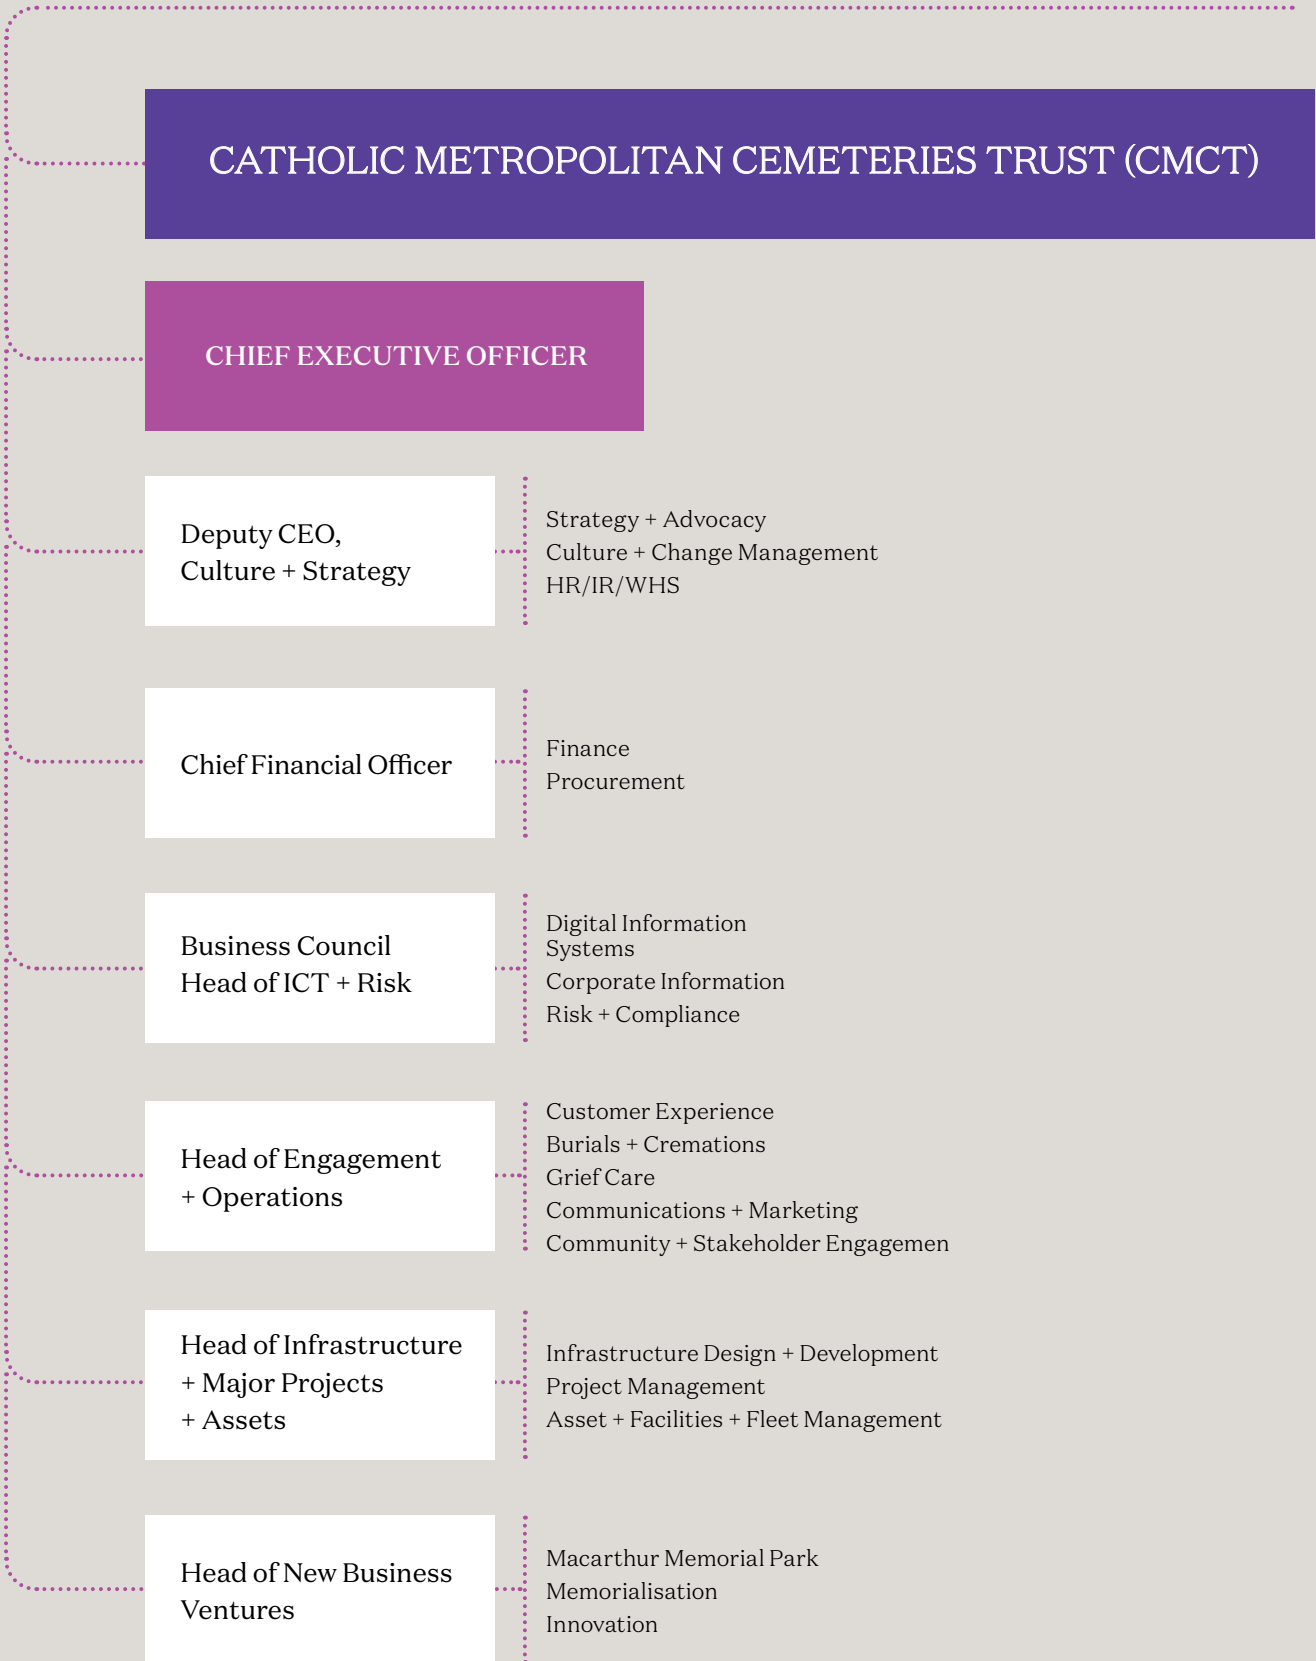 CATHOLIC METROPOLITAN CEMETERIES TRUST (CMCT)
CHIEF EXECUTIVE OFFICER
Deputy CEO,
Culture + Strategy
Strategy + Advocacy
Culture + Change Management
HR/IR/WHS
Chief Financial Officer
Finance
Procurement
Business Council
Head of ICT + Risk
Digital Information
Systems
Corporate Information
Risk + Compliance
Head of Engagement
+ Operations
Customer Experience
Burials + Cremations
Grief Care
Communications + Marketing
Community + Stakeholder Engagemen
Head of Infrastructure
+ Major Projects
+ Assets
Infrastructure Design + Development
Project Management
Asset + Facilities + Fleet Management
Head of New Business
Ventures
Macarthur Memorial Park
Memorialisation
Innovation